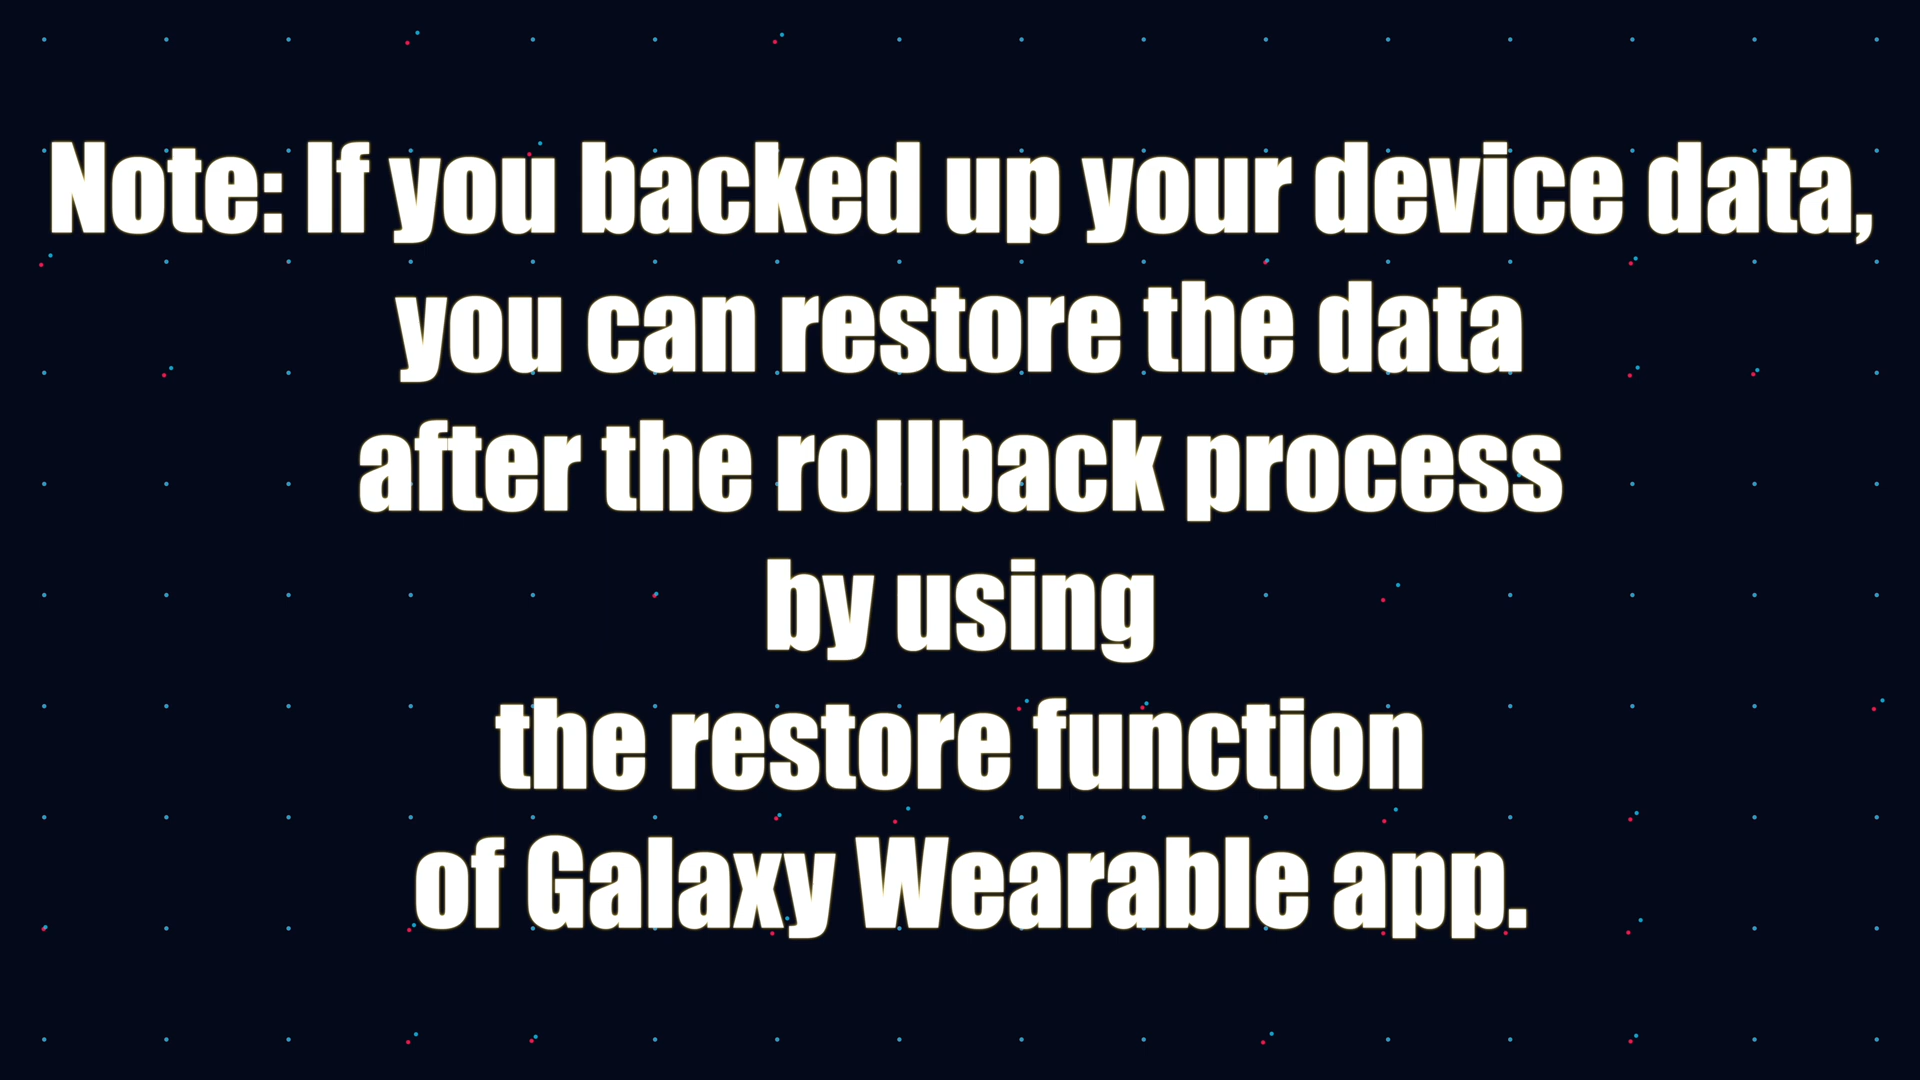 Note: If you backed up your device data,
you can restore the data
after the rollback process
by using
the restore function
of Galaxy Wearable app.